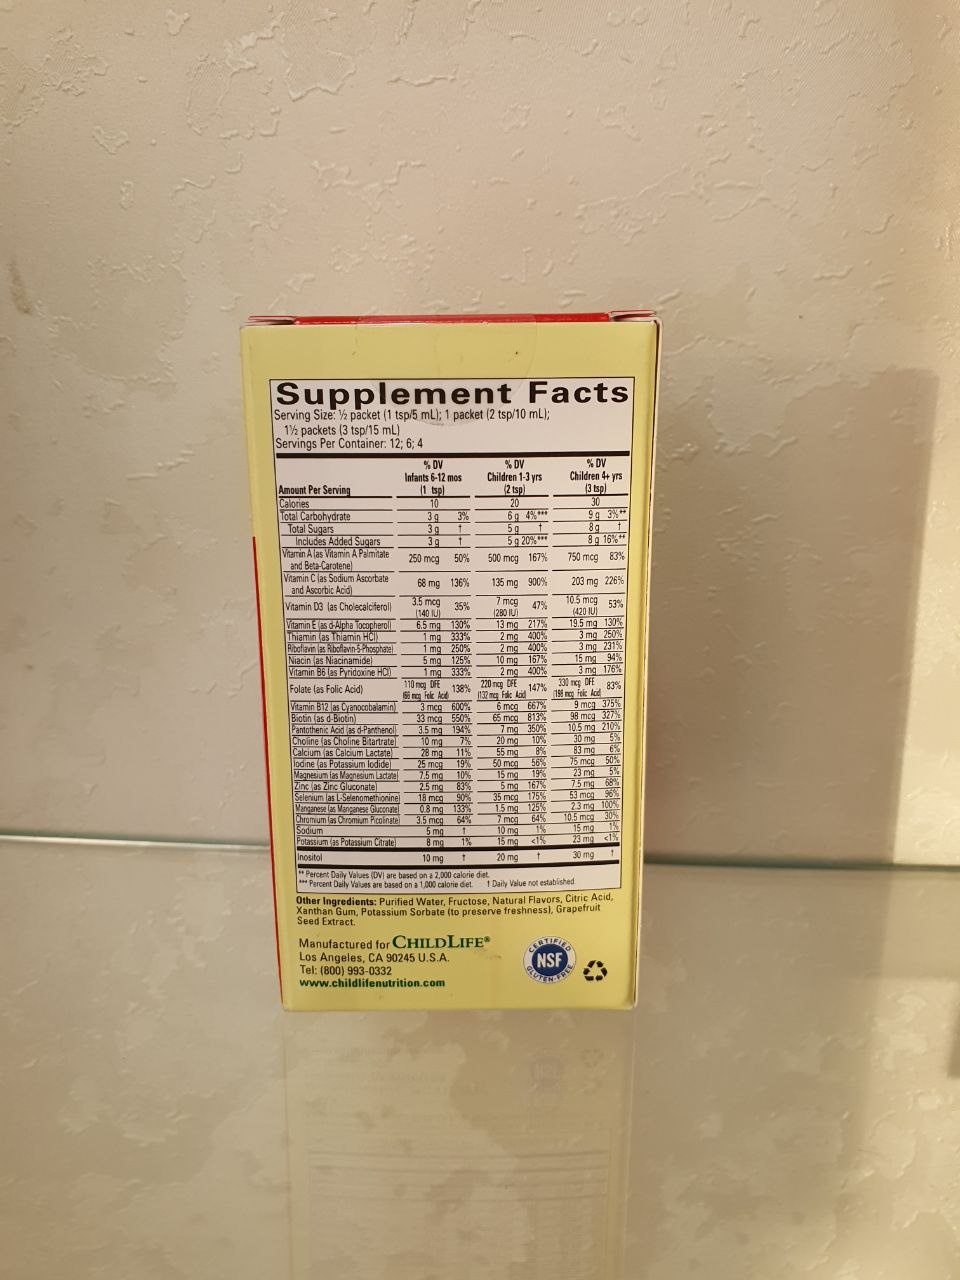 Supplement Facts
Serving Size: ½ packet (1 tsp/5 mL); 1 packet (2 tsp/10 mL);
1½ packets (3 tsp/15 mL)
Servings Per Container: 12; 6; 4
% DV % DV % DV
Infants 6-12 mos Children 1-3 yrs Children 4+ yrs
Amount Per Serving (1 tsp) (2 tsp) (3 tsp)
Calories 10 20 30
Total Carbohydrate 3 g 3% 6 g 4%*** 9 g 3%**
Total Sugars 3 g † 5 g † 8 g †
Includes Added Sugars 3 g † 5 g 20%*** 8 g 16%**
Vitamin A (as Vitamin A Palmitate
and Beta-Carotene) 250 mcg 50% 500 mcg 167% 750 mcg 83%
Vitamin C (as Sodium Ascorbate
and Ascorbic Acid) 68 mg 136% 135 mg 900% 203 mg 226%
Vitamin D3 (as Cholecalciferol) 3.5 mcg 35% 7 mcg 47% 10.5 mcg 53%
(140 IU) (280 IU) (420 IU)
Vitamin E (as d-Alpha Tocopherol) 6.5 mg 130% 13 mg 217% 19.5 mg 130%
Thiamin (as Thiamin HCl) 1 mg 333% 2 mg 400% 3 mg 250%
Riboflavin (as Riboflavin-5-Phosphate) 1 mg 250% 2 mg 400% 3 mg 231%
Niacin (as Niacinamide) 5 mg 125% 10 mg 167% 15 mg 94%
Vitamin B6 (as Pyridoxine HCl) 1 mg 333% 2 mg 400% 3 mg 176%
Folate (as Folic Acid) 110 mcg DFE 138% 220 mcg DFE 147% 330 mcg DFE 83%
(66 mcg Folic Acid) (132 mcg Folic Acid) (198 mcg Folic Acid)
Vitamin B12 (as Cyanocobalamin) 3 mcg 600% 6 mcg 667% 9 mcg 375%
Biotin (as d-Biotin) 33 mcg 550% 65 mcg 813% 98 mcg 327%
Pantothenic Acid (as d-Panthenol) 3.5 mg 194% 7 mg 350% 10.5 mg 210%
Choline (as Choline Bitartrate) 10 mg 7% 20 mg 10% 30 mg 5%
Calcium (as Calcium Lactate) 28 mg 11% 55 mg 8% 83 mg 6%
Iodine (as Potassium Iodide) 25 mcg 19% 50 mcg 56% 75 mcg 50%
Magnesium (as Magnesium Lactate) 7.5 mg 10% 15 mg 19% 23 mg 5%
Zinc (as Zinc Gluconate) 2.5 mg 83% 5 mg 167% 7.5 mg 68%
Selenium (as L-Selenomethionine) 18 mcg 90% 35 mcg 175% 53 mcg 96%
Manganese (as Manganese Gluconate) 0.8 mg 133% 1.5 mg 125% 2.3 mg 100%
Chromium (as Chromium Picolinate) 3.5 mcg 64% 7 mcg 64% 10.5 mcg 30%
Sodium 5 mg † 10 mg 1% 15 mg 1%
Potassium (as Potassium Citrate) 8 mg 1% 15 mg <1% 23 mg <1%
Inositol 10 mg † 20 mg † 30 mg †
** Percent Daily Values (DV) are based on a 2,000 calorie diet.
*** Percent Daily Values are based on a 1,000 calorie diet. † Daily Value not established.
Other Ingredients: Purified Water, Fructose, Natural Flavors, Citric Acid,
Xanthan Gum, Potassium Sorbate (to preserve freshness), Grapefruit
Seed Extract.
Manufactured for CHILDLIFE®
Los Angeles, CA 90245 U.S.A.
Tel: (800) 993-0332
www.childlifenutrition.com
CERTIFIED
NSF
GLUTEN-FREE